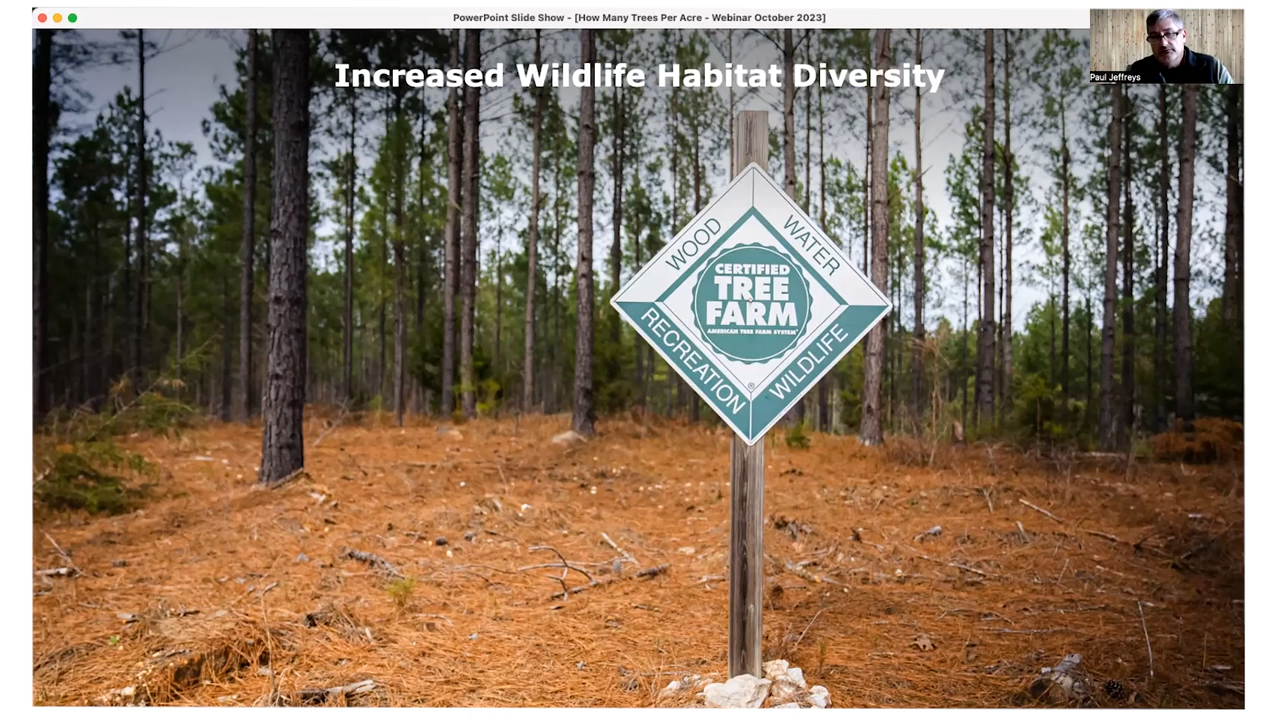 PowerPoint Slide Show - [How Many Trees Per Acre - Webinar October 2023]
Paul Jeffreys
Increased Wildlife Habitat Diversity
WOOD
WATER
CERTIFIED
TREE
FARM
AMERICAN TREE FARM SYSTEM®
RECREATION
WILDLIFE
®